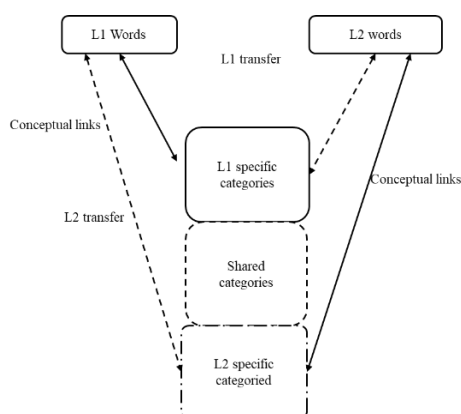 L1 Words
L2 words
L1 transfer
Conceptual links
L1 specific
categories
Conceptual links
L2 transfer
Shared
categories
L2 specific
categoried